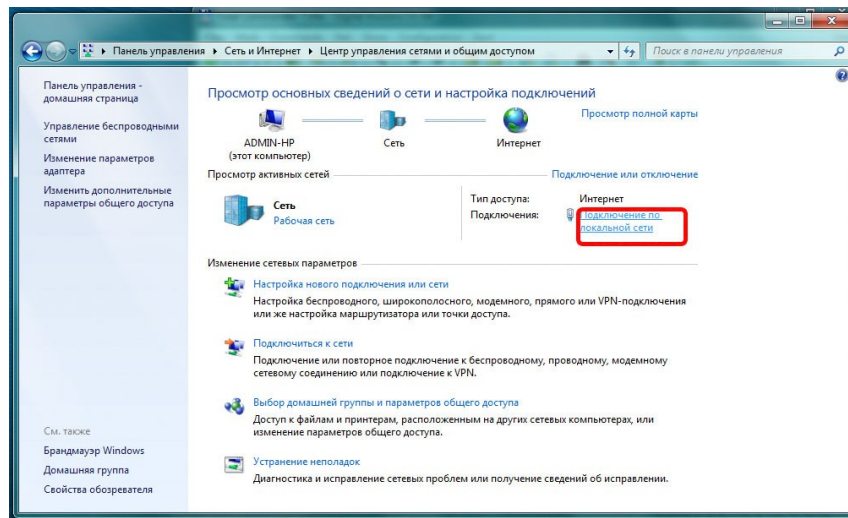 Панель управления ▸ Сеть и Интернет ▸ Центр управления сетями и общим доступом
Поиск в панели управления
Панель управления -
домашняя страница
Управление беспроводными
сетями
Изменение параметров
адаптера
Изменить дополнительные
параметры общего доступа
См. также
Брандмауэр Windows
Домашняя группа
Свойства обозревателя
Просмотр основных сведений о сети и настройка подключений
Просмотр полной карты
ADMIN-HP
(этот компьютер)
Сеть
Интернет
Просмотр активных сетей
Подключение или отключение
Сеть
Рабочая сеть
Тип доступа: Интернет
Подключения: Подключение по
локальной сети
Изменение сетевых параметров
Настройка нового подключения или сети
Настройка беспроводного, широкополосного, модемного, прямого или VPN-подключения
или же настройка маршрутизатора или точки доступа.
Подключиться к сети
Подключение или повторное подключение к беспроводному, проводному, модемному
сетевому соединению или подключение к VPN.
Выбор домашней группы и параметров общего доступа
Доступ к файлам и принтерам, расположенным на других сетевых компьютерах, или
изменение параметров общего доступа.
Устранение неполадок
Диагностика и исправление сетевых проблем или получение сведений об исправлении.